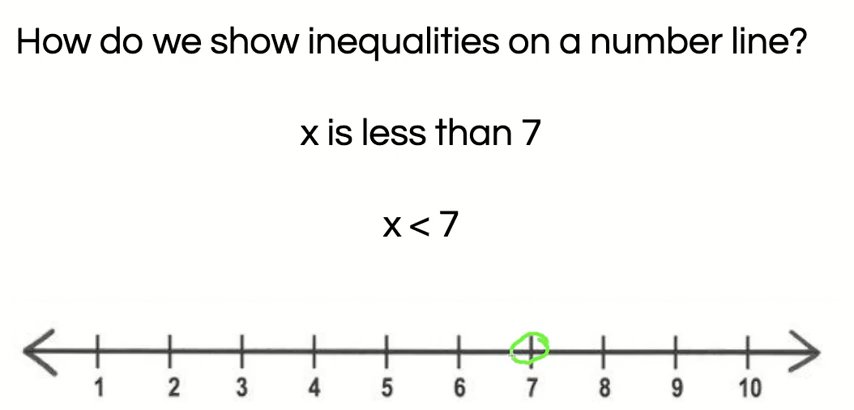 How do we show inequalities on a number line?
x is less than 7
x < 7
1 2 3 4 5 6 7 8 9 10